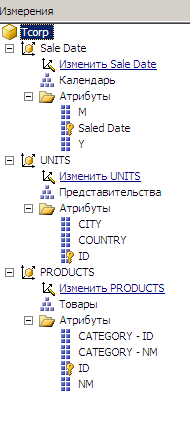 Измерения
Tcorp
Sale Date
Изменить Sale Date
Календарь
Атрибуты
M
Saled Date
Y
UNITS
Изменить UNITS
Представительства
Атрибуты
CITY
COUNTRY
ID
PRODUCTS
Изменить PRODUCTS
Товары
Атрибуты
CATEGORY - ID
CATEGORY - NM
ID
NM